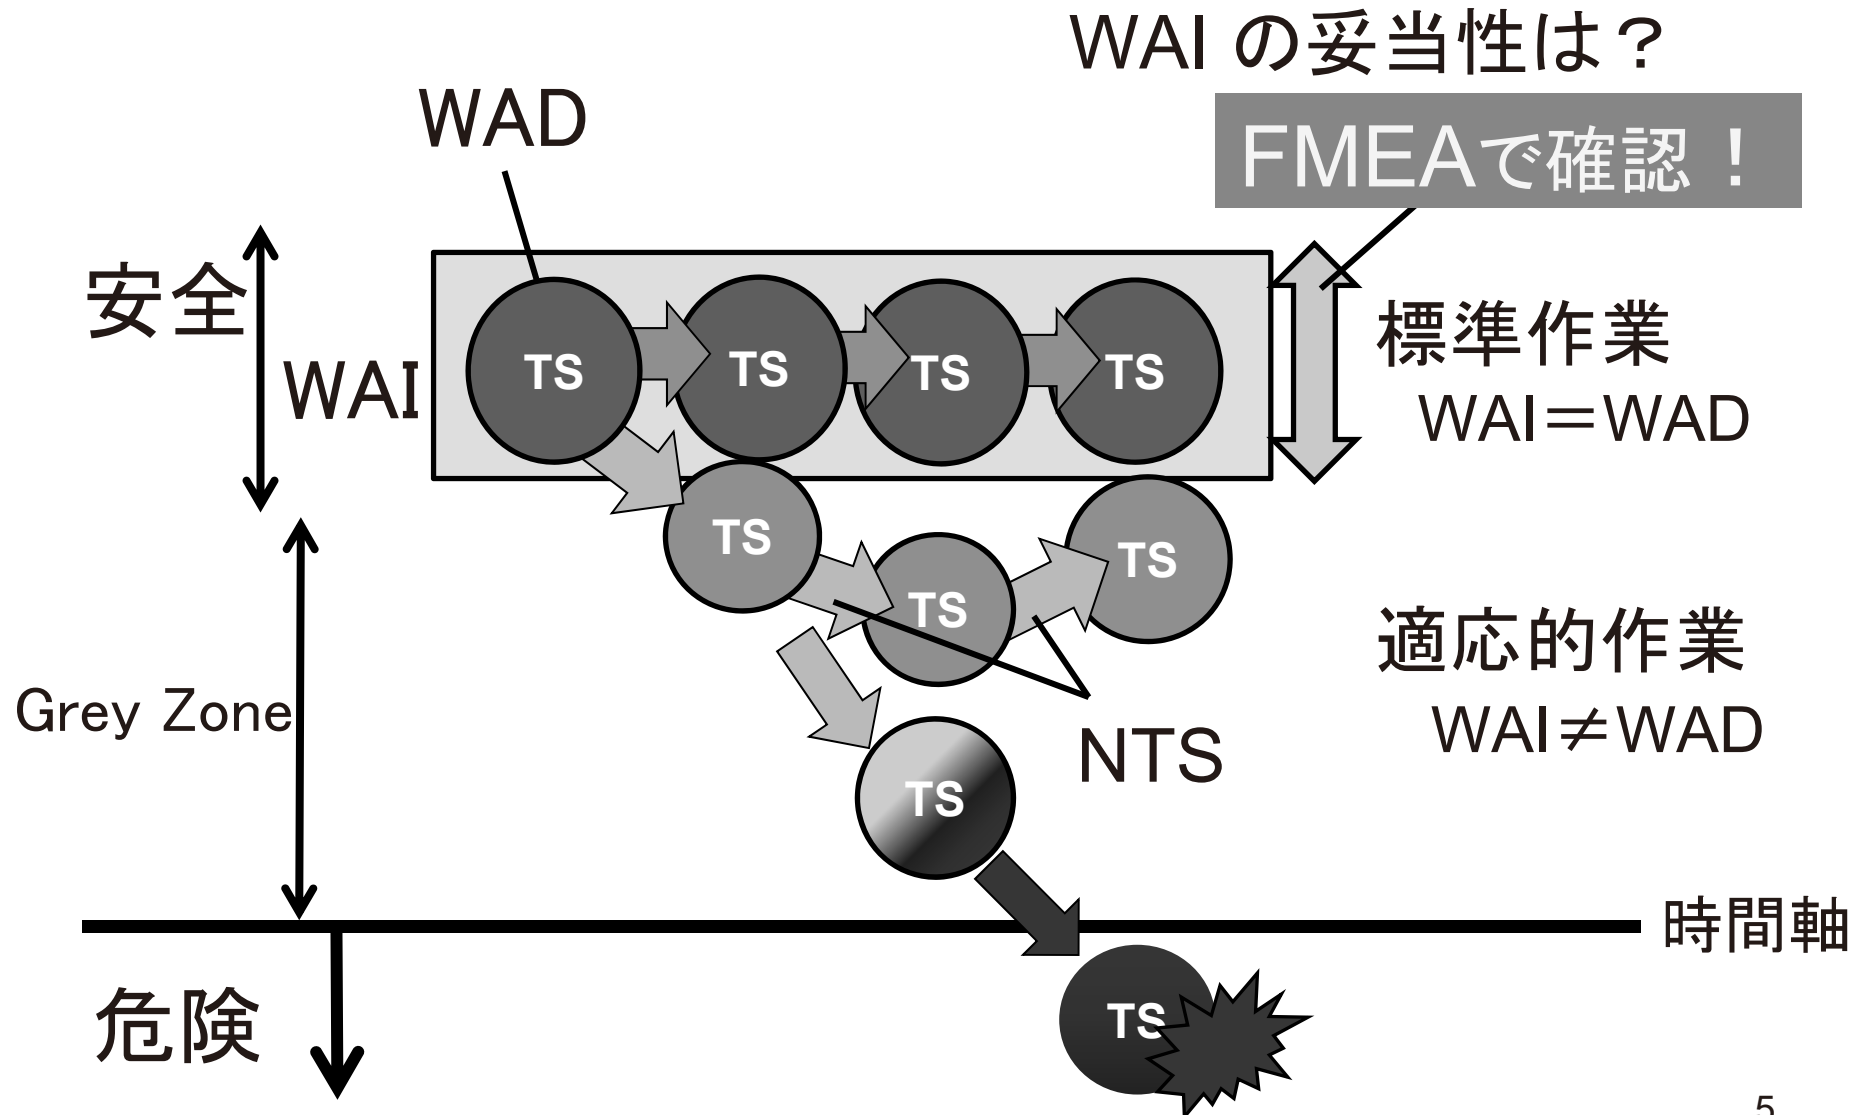 WAI の妥当性は？
WAD
FMEAで確認！
安全
WAI
TS
TS
TS
TS
標準作業
WAI＝WAD
TS
TS
TS
適応的作業
WAI≠WAD
Grey Zone
NTS
TS
時間軸
危険
TS
5